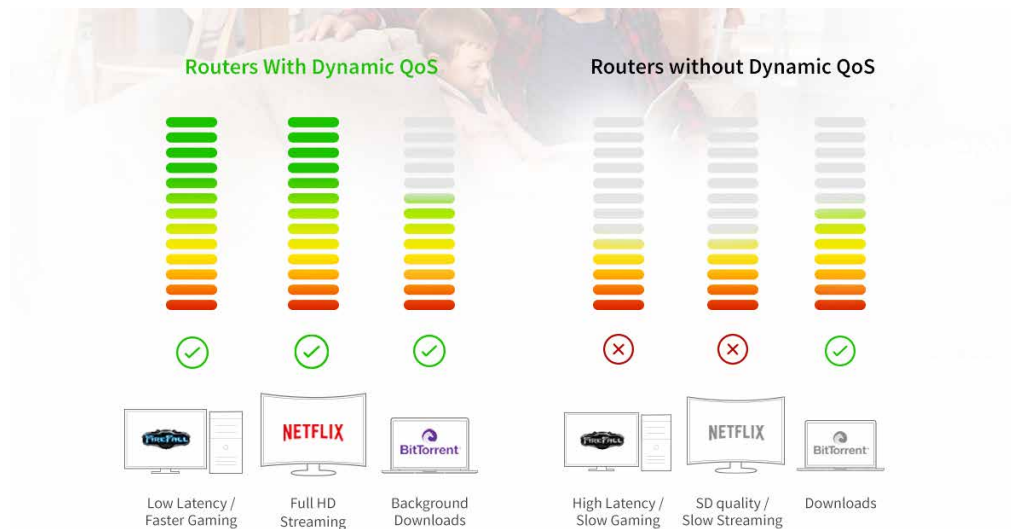 Routers With Dynamic QoS
Routers without Dynamic QoS
FIREFALL
NETFLIX
BitTorrent
FIREFALL
NETFLIX
BitTorrent
Low Latency /
Faster Gaming
Full HD
Streaming
Background
Downloads
High Latency /
Slow Gaming
SD quality /
Slow Streaming
Downloads